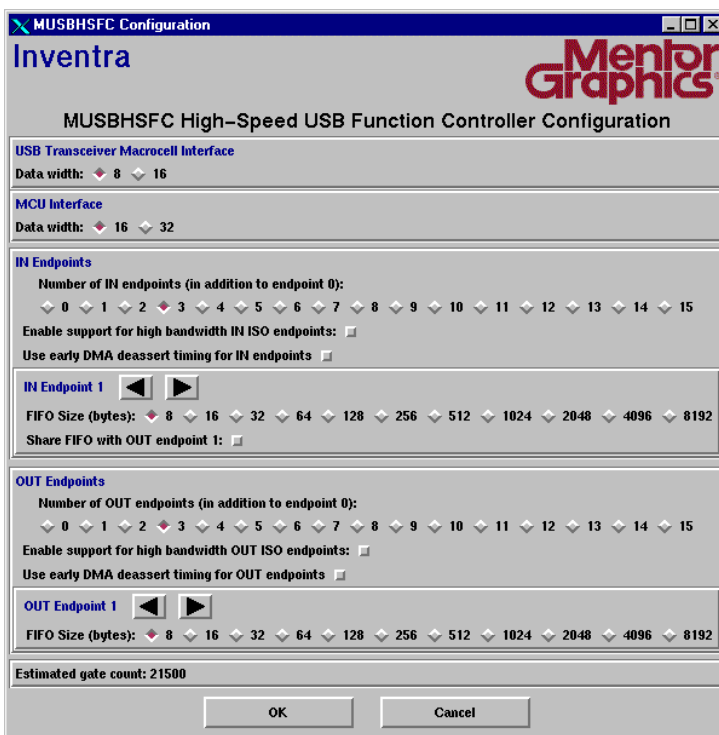 MUSBHSFC Configuration
Inventra
Mentor
Graphics
MUSBHSFC High-Speed USB Function Controller Configuration
USB Transceiver Macrocell Interface
Data width: 8 16
MCU Interface
Data width: 16 32
IN Endpoints
Number of IN endpoints (in addition to endpoint 0):
0 1 2 3 4 5 6 7 8 9 10 11 12 13 14 15
Enable support for high bandwidth IN ISO endpoints:
Use early DMA deassert timing for IN endpoints
IN Endpoint 1
FIFO Size (bytes): 8 16 32 64 128 256 512 1024 2048 4096 8192
Share FIFO with OUT endpoint 1:
OUT Endpoints
Number of OUT endpoints (in addition to endpoint 0):
0 1 2 3 4 5 6 7 8 9 10 11 12 13 14 15
Enable support for high bandwidth OUT ISO endpoints:
Use early DMA deassert timing for OUT endpoints
OUT Endpoint 1
FIFO Size (bytes): 8 16 32 64 128 256 512 1024 2048 4096 8192
Estimated gate count: 21500
OK Cancel